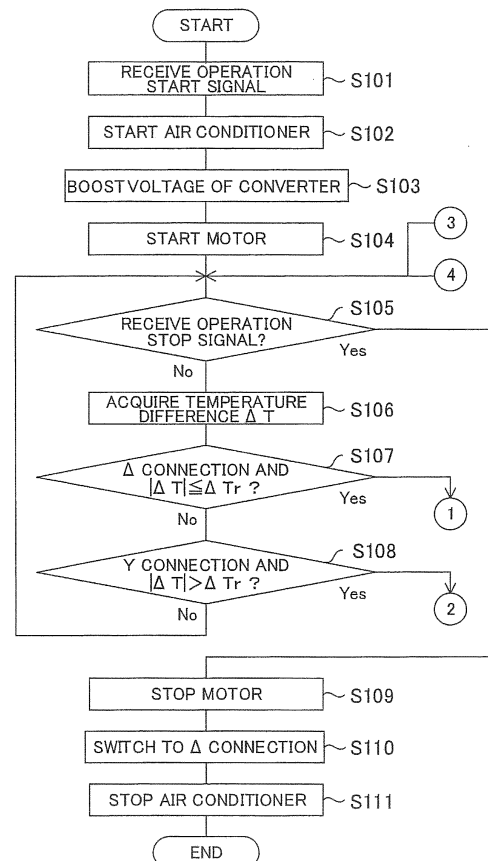 START
RECEIVE OPERATION
START SIGNAL
S101
START AIR CONDITIONER
S102
BOOST VOLTAGE OF CONVERTER
S103
START MOTOR
S104
3
4
S105
RECEIVE OPERATION
STOP SIGNAL?
Yes
No
ACQUIRE TEMPERATURE
DIFFERENCE Δ T
S106
S107
Δ CONNECTION AND
|Δ T|≦Δ Tr ?
Yes
No
1
S108
Y CONNECTION AND
|Δ T|>Δ Tr ?
Yes
No
2
STOP MOTOR
S109
SWITCH TO Δ CONNECTION
S110
STOP AIR CONDITIONER
S111
END